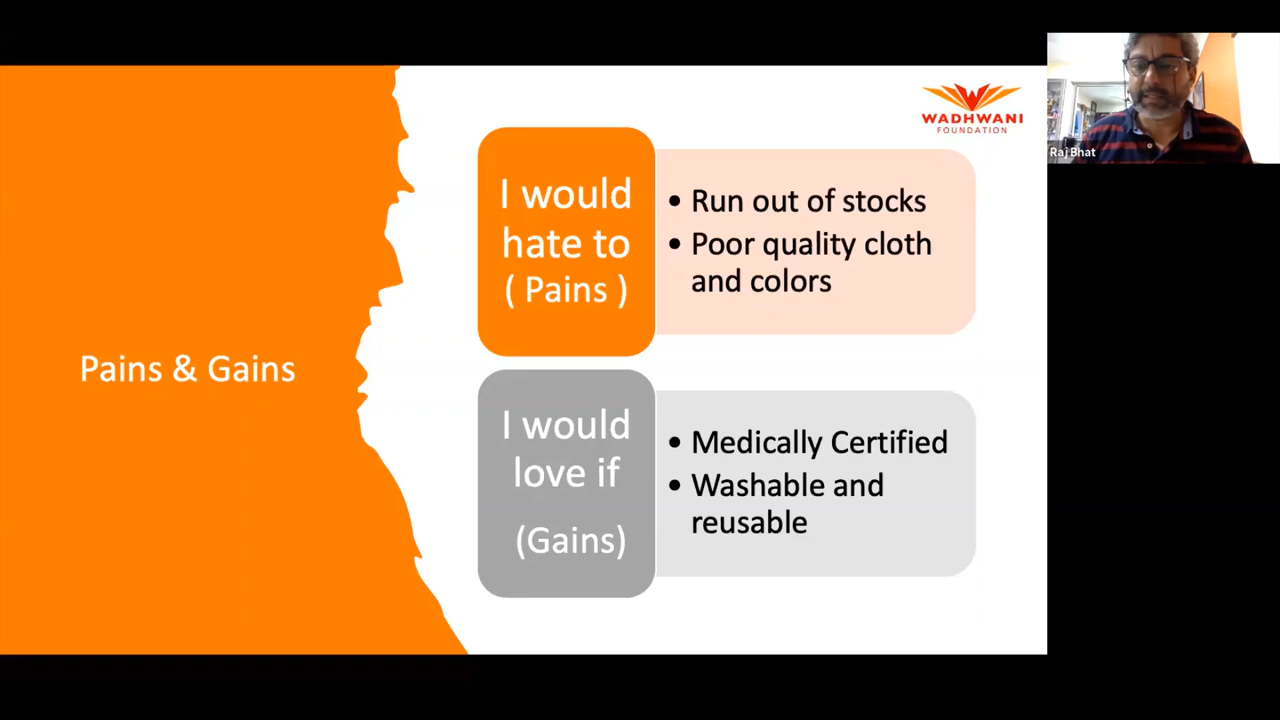 WADHWANI
FOUNDATION
Raj Bhat
Pains & Gains
I would
hate to
( Pains )
• Run out of stocks
• Poor quality cloth
and colors
I would
love if
(Gains)
• Medically Certified
• Washable and
reusable